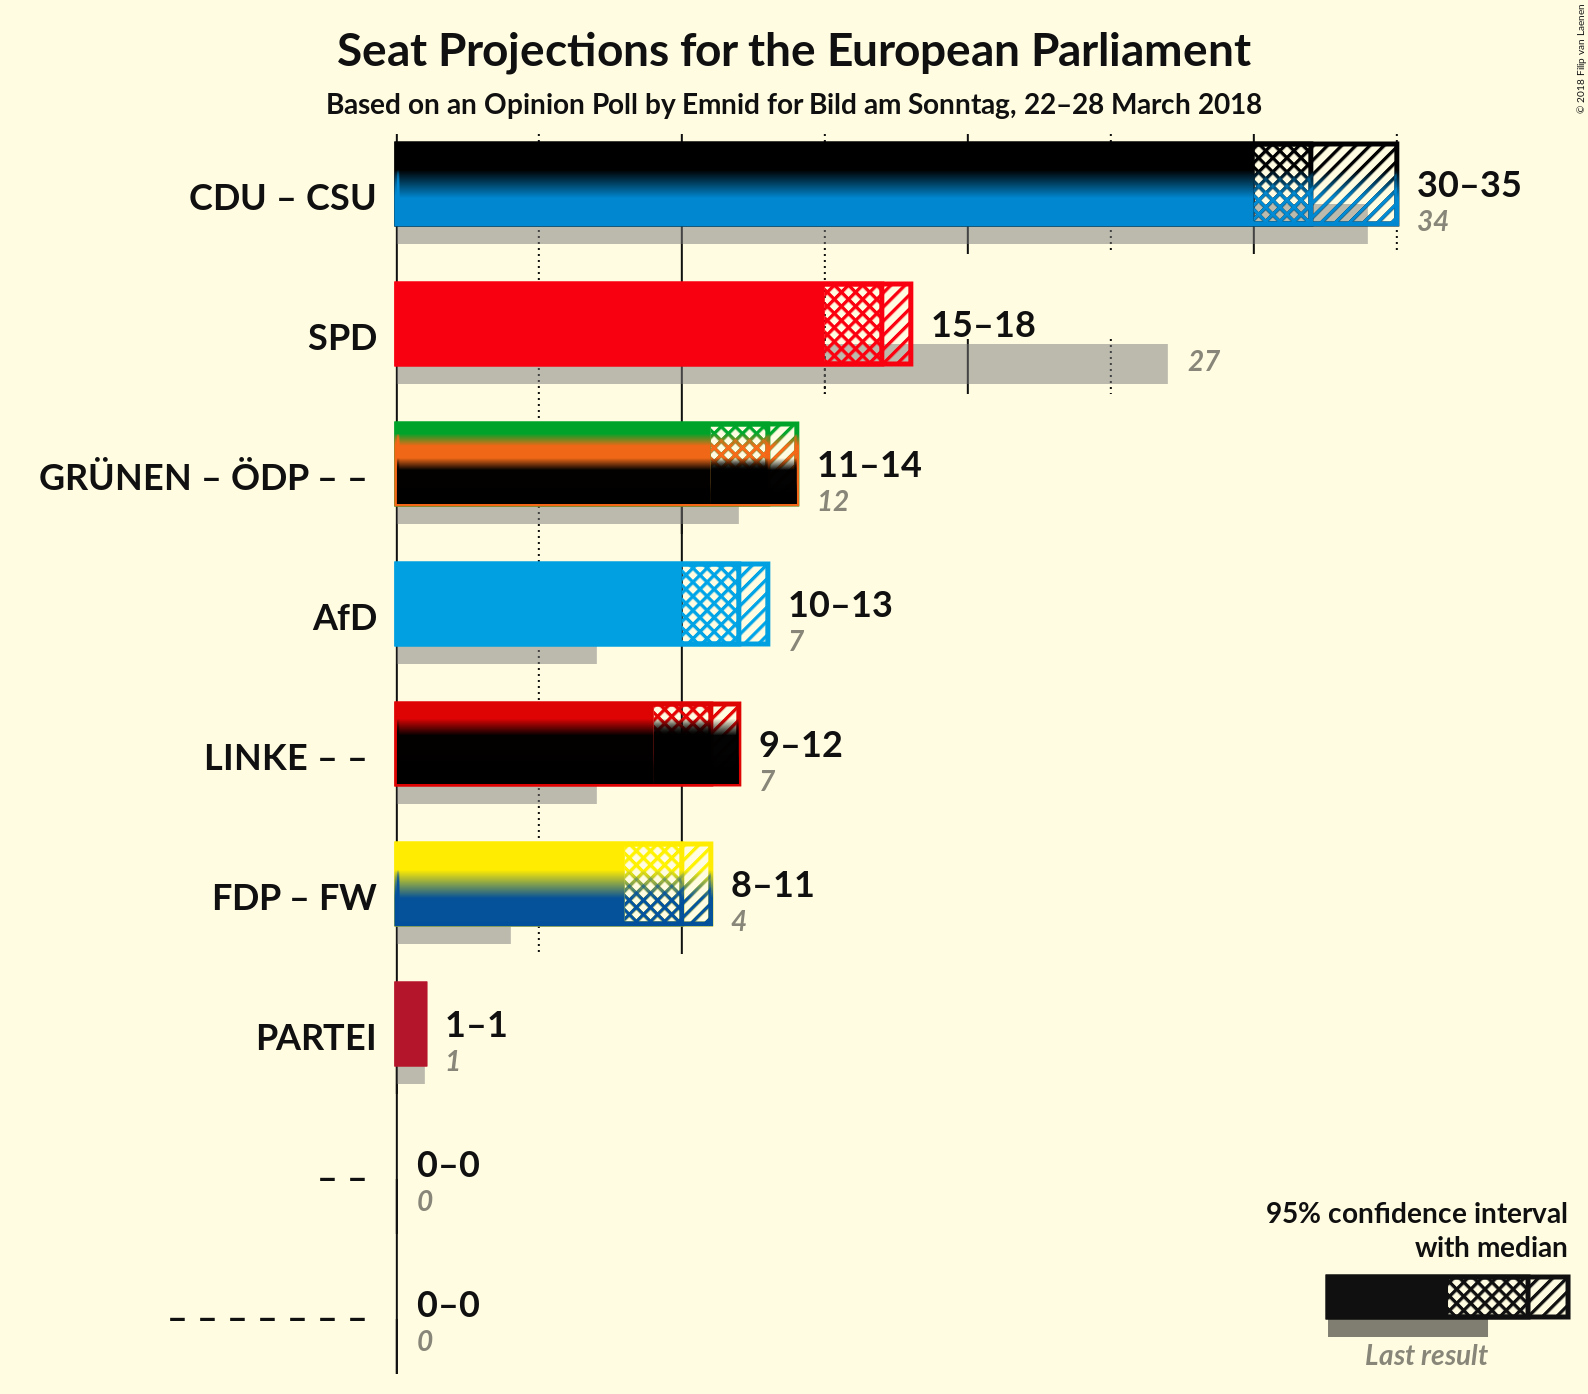 Seat Projections for the European Parliament
Based on an Opinion Poll by Emnid for Bild am Sonntag, 22–28 March 2018
© 2018 Filip van Laenen
CDU – CSU
30–35
34
SPD
15–18
27
GRÜNEN – ÖDP – –
11–14
12
AfD
10–13
7
LINKE – –
9–12
7
FDP – FW
8–11
4
PARTEI
1–1
1
– –
0–0
0
– – – – – – –
0–0
0
95% confidence interval
with median
Last result